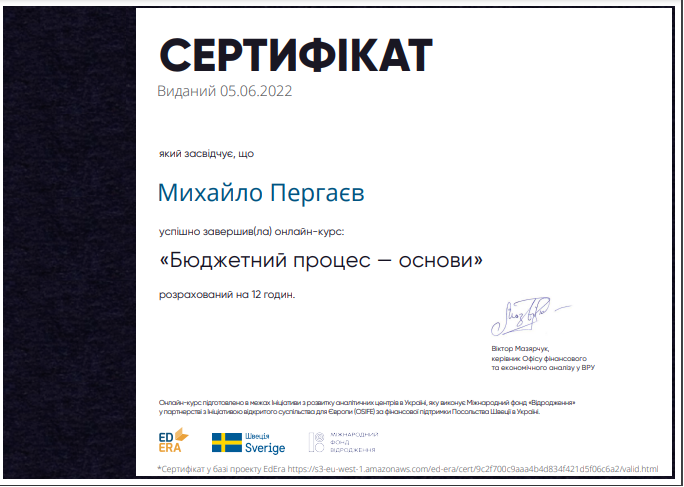 СЕРТИФІКАТ
Виданий 05.06.2022
який засвідчує, що
Михайло Пергаєв
успішно завершив(ла) онлайн-курс:
«Бюджетний процес — основи»
розрахований на 12 годин.
Віктор Мазярчук,
керівник Офісу фінансового
та економічного аналізу у ВРУ
Онлайн-курс підготовлено в межах Ініціативи з розвитку аналітичних центрів в Україні, яку виконує Міжнародний фонд «Відродження»
у партнерстві з Ініціативою відкритого суспільства для Європи (OSIFE) за фінансової підтримки Посольства Швеції в Україні.
ED
ERA
Швеція
Sverige
МІЖНАРОДНИЙ
ФОНД
ВІДРОДЖЕННЯ
*Сертифікат у базі проекту EdEra https://s3-eu-west-1.amazonaws.com/ed-era/cert/9c2f700c9aaa4b4d834f421d5f06c6a2/valid.html